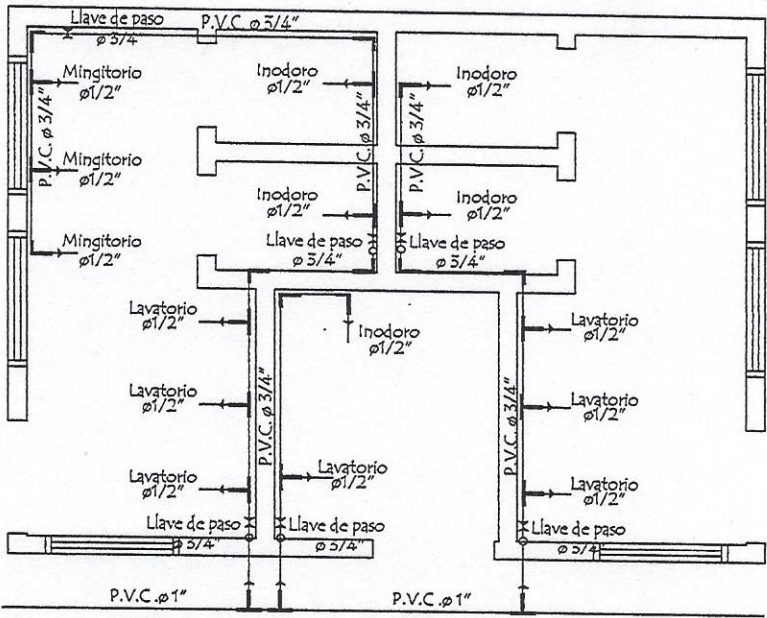 Llave de paso
ø 3/4"
P.V.C. ø 3/4"
Mingitorio
ø1/2"
P.V.C. ø 3/4"
Mingitorio
ø1/2"
Mingitorio
ø1/2"
Inodoro
ø1/2"
P.V.C. ø 3/4"
P.V.C. ø 3/4"
Inodoro
ø1/2"
Inodoro
ø1/2"
Inodoro
ø1/2"
Llave de paso
ø 3/4"
Llave de paso
ø 3/4"
Lavatorio
ø1/2"
Inodoro
ø1/2"
Lavatorio
ø1/2"
Lavatorio
ø1/2"
P.V.C. ø 3/4"
P.V.C. ø 3/4"
Lavatorio
ø1/2"
Lavatorio
ø1/2"
Lavatorio
ø1/2"
Lavatorio
ø1/2"
Llave de paso
ø 3/4"
Llave de paso
ø 3/4"
Llave de paso
ø 3/4"
P.V.C.ø1"
P.V.C.ø1"